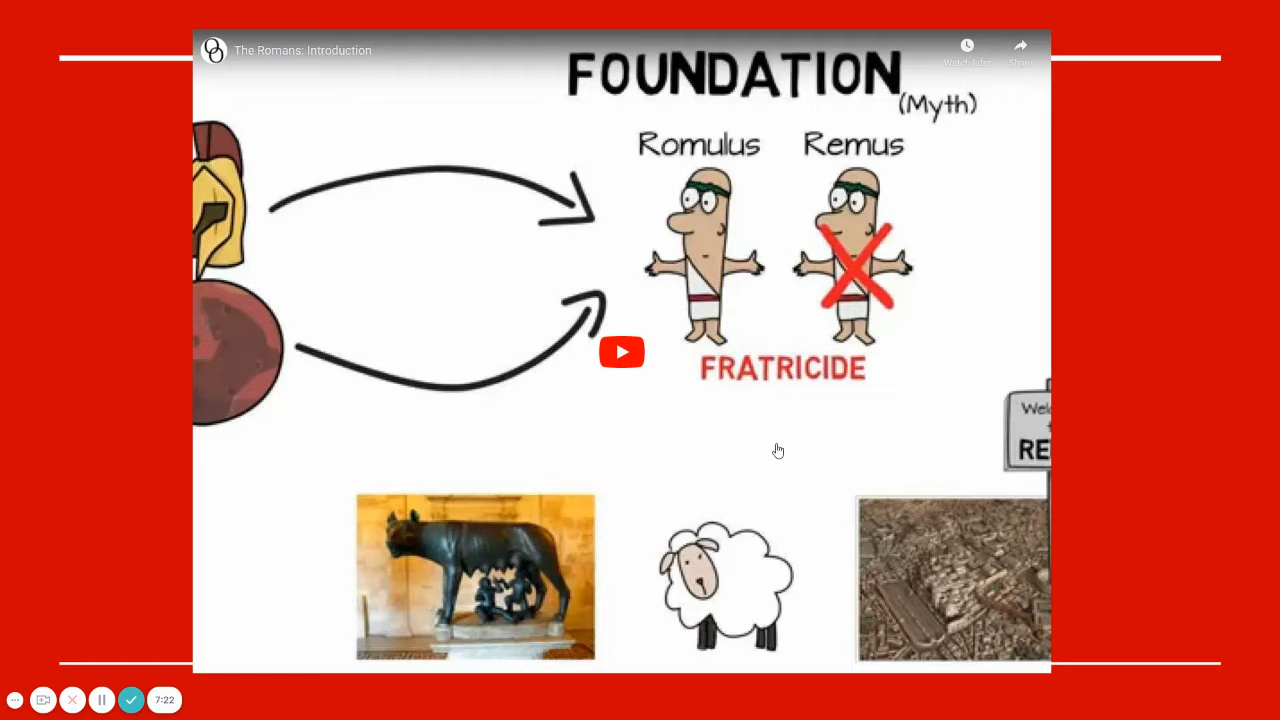 The Romans: Introduction
Watch later
Share
FOUNDATION
(Myth)
Romulus
Remus
FRATRICIDE
7:22